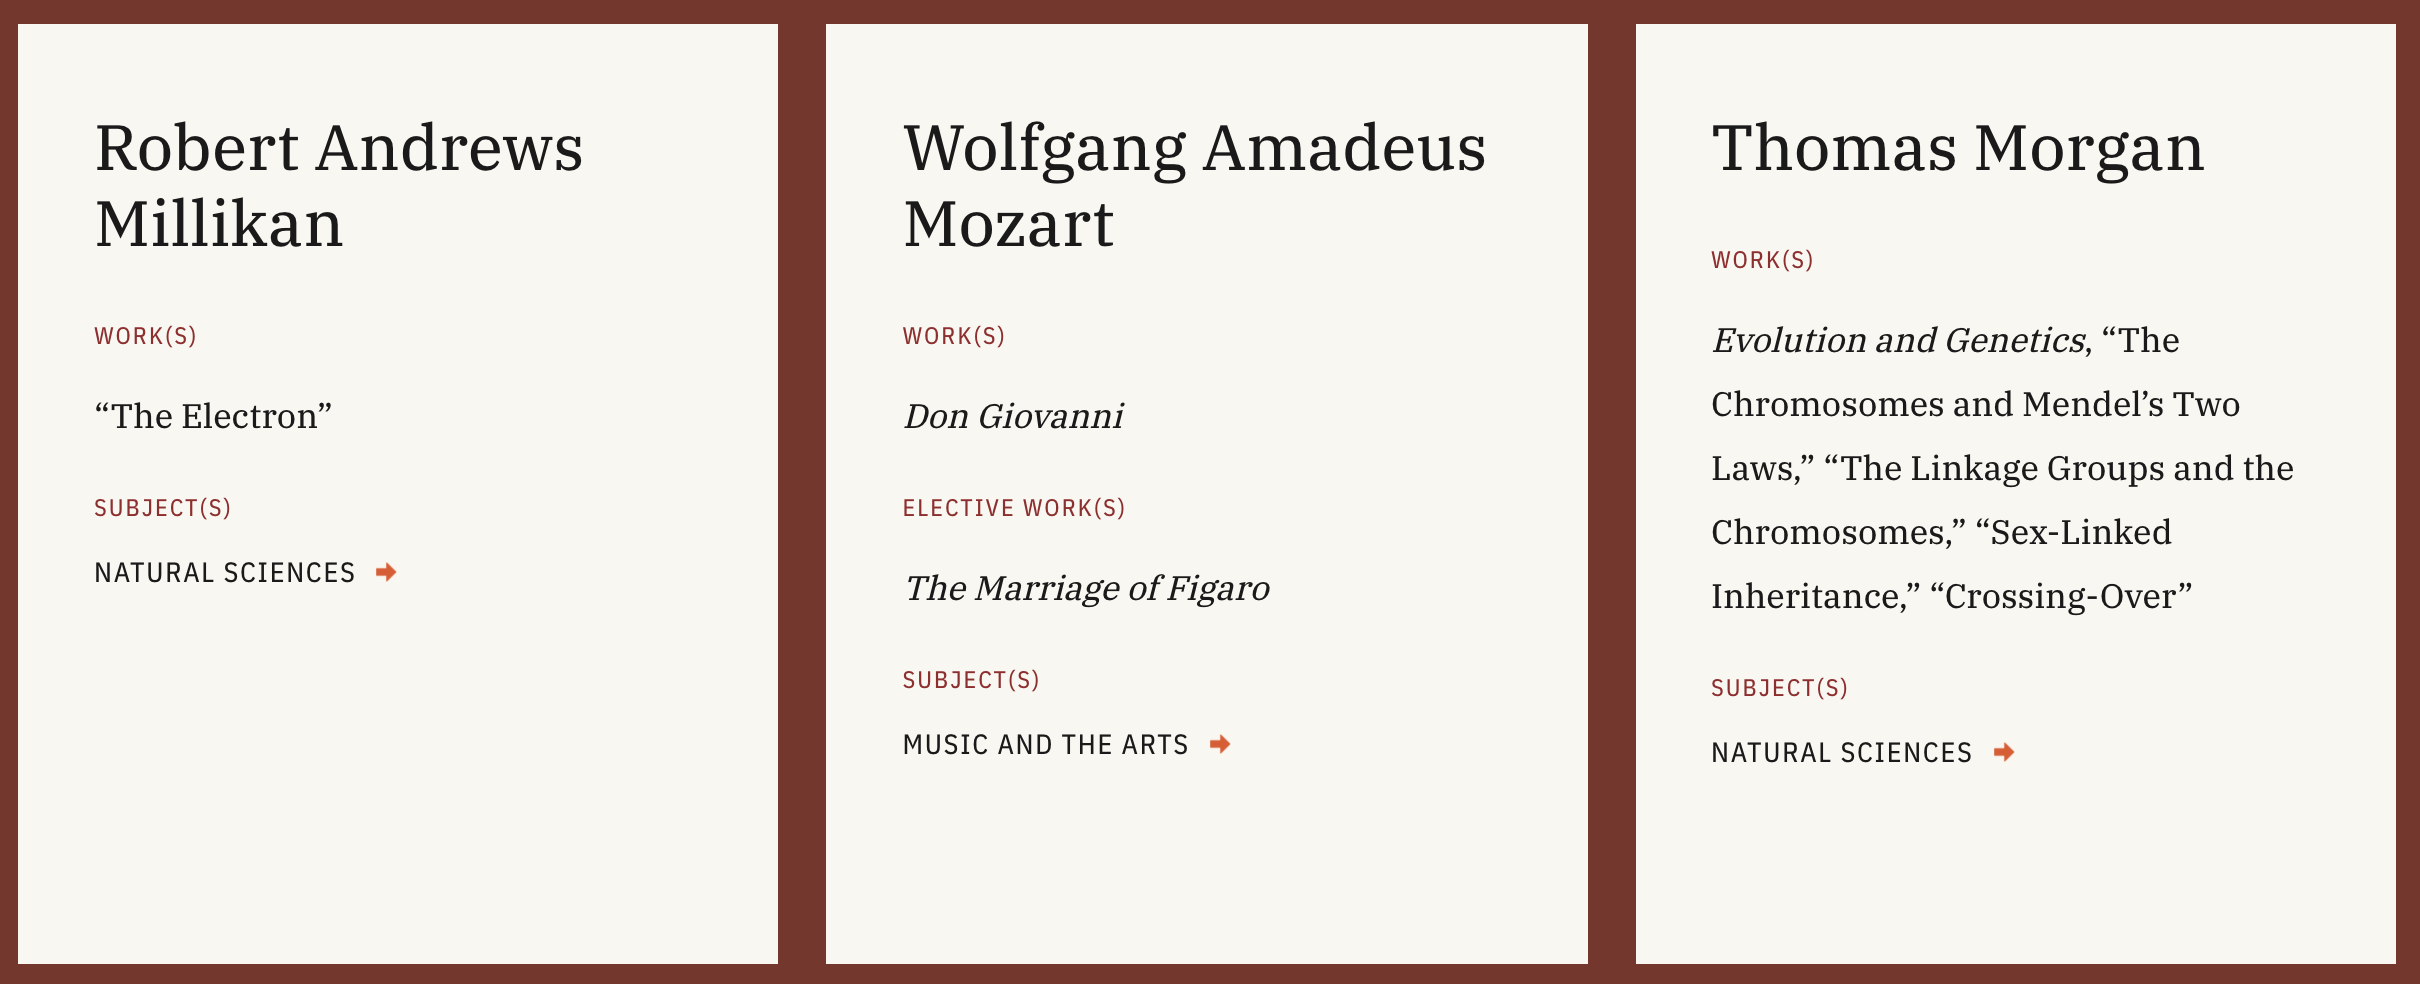 Robert Andrews
Millikan
WORK(S)
“The Electron”
SUBJECT(S)
NATURAL SCIENCES
Wolfgang Amadeus
Mozart
WORK(S)
Don Giovanni
ELECTIVE WORK(S)
The Marriage of Figaro
SUBJECT(S)
MUSIC AND THE ARTS
Thomas Morgan
WORK(S)
Evolution and Genetics, “The
Chromosomes and Mendel’s Two
Laws,” “The Linkage Groups and the
Chromosomes,” “Sex-Linked
Inheritance,” “Crossing-Over”
SUBJECT(S)
NATURAL SCIENCES